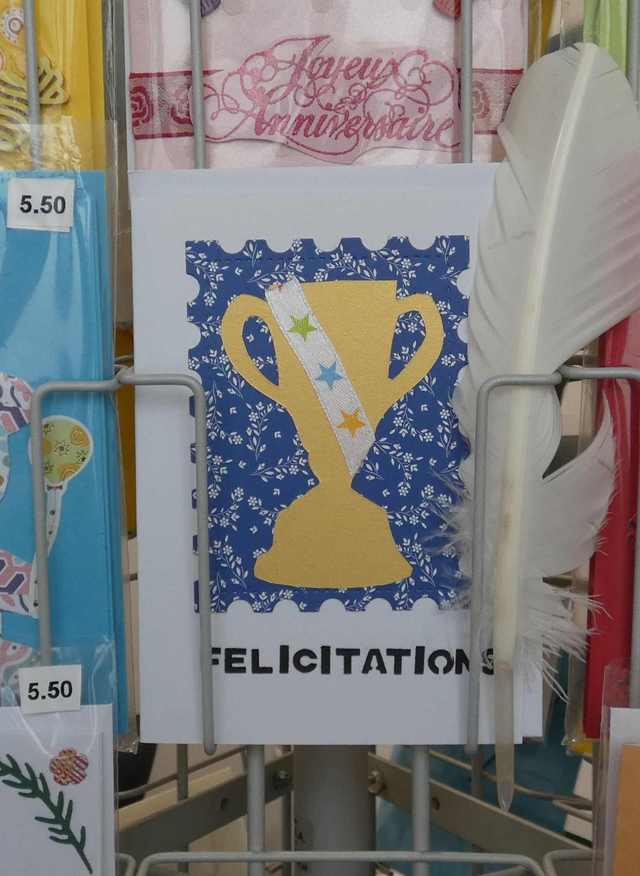 Joyeux
Anniversaire
5.50
FELICITATIONS
5.50